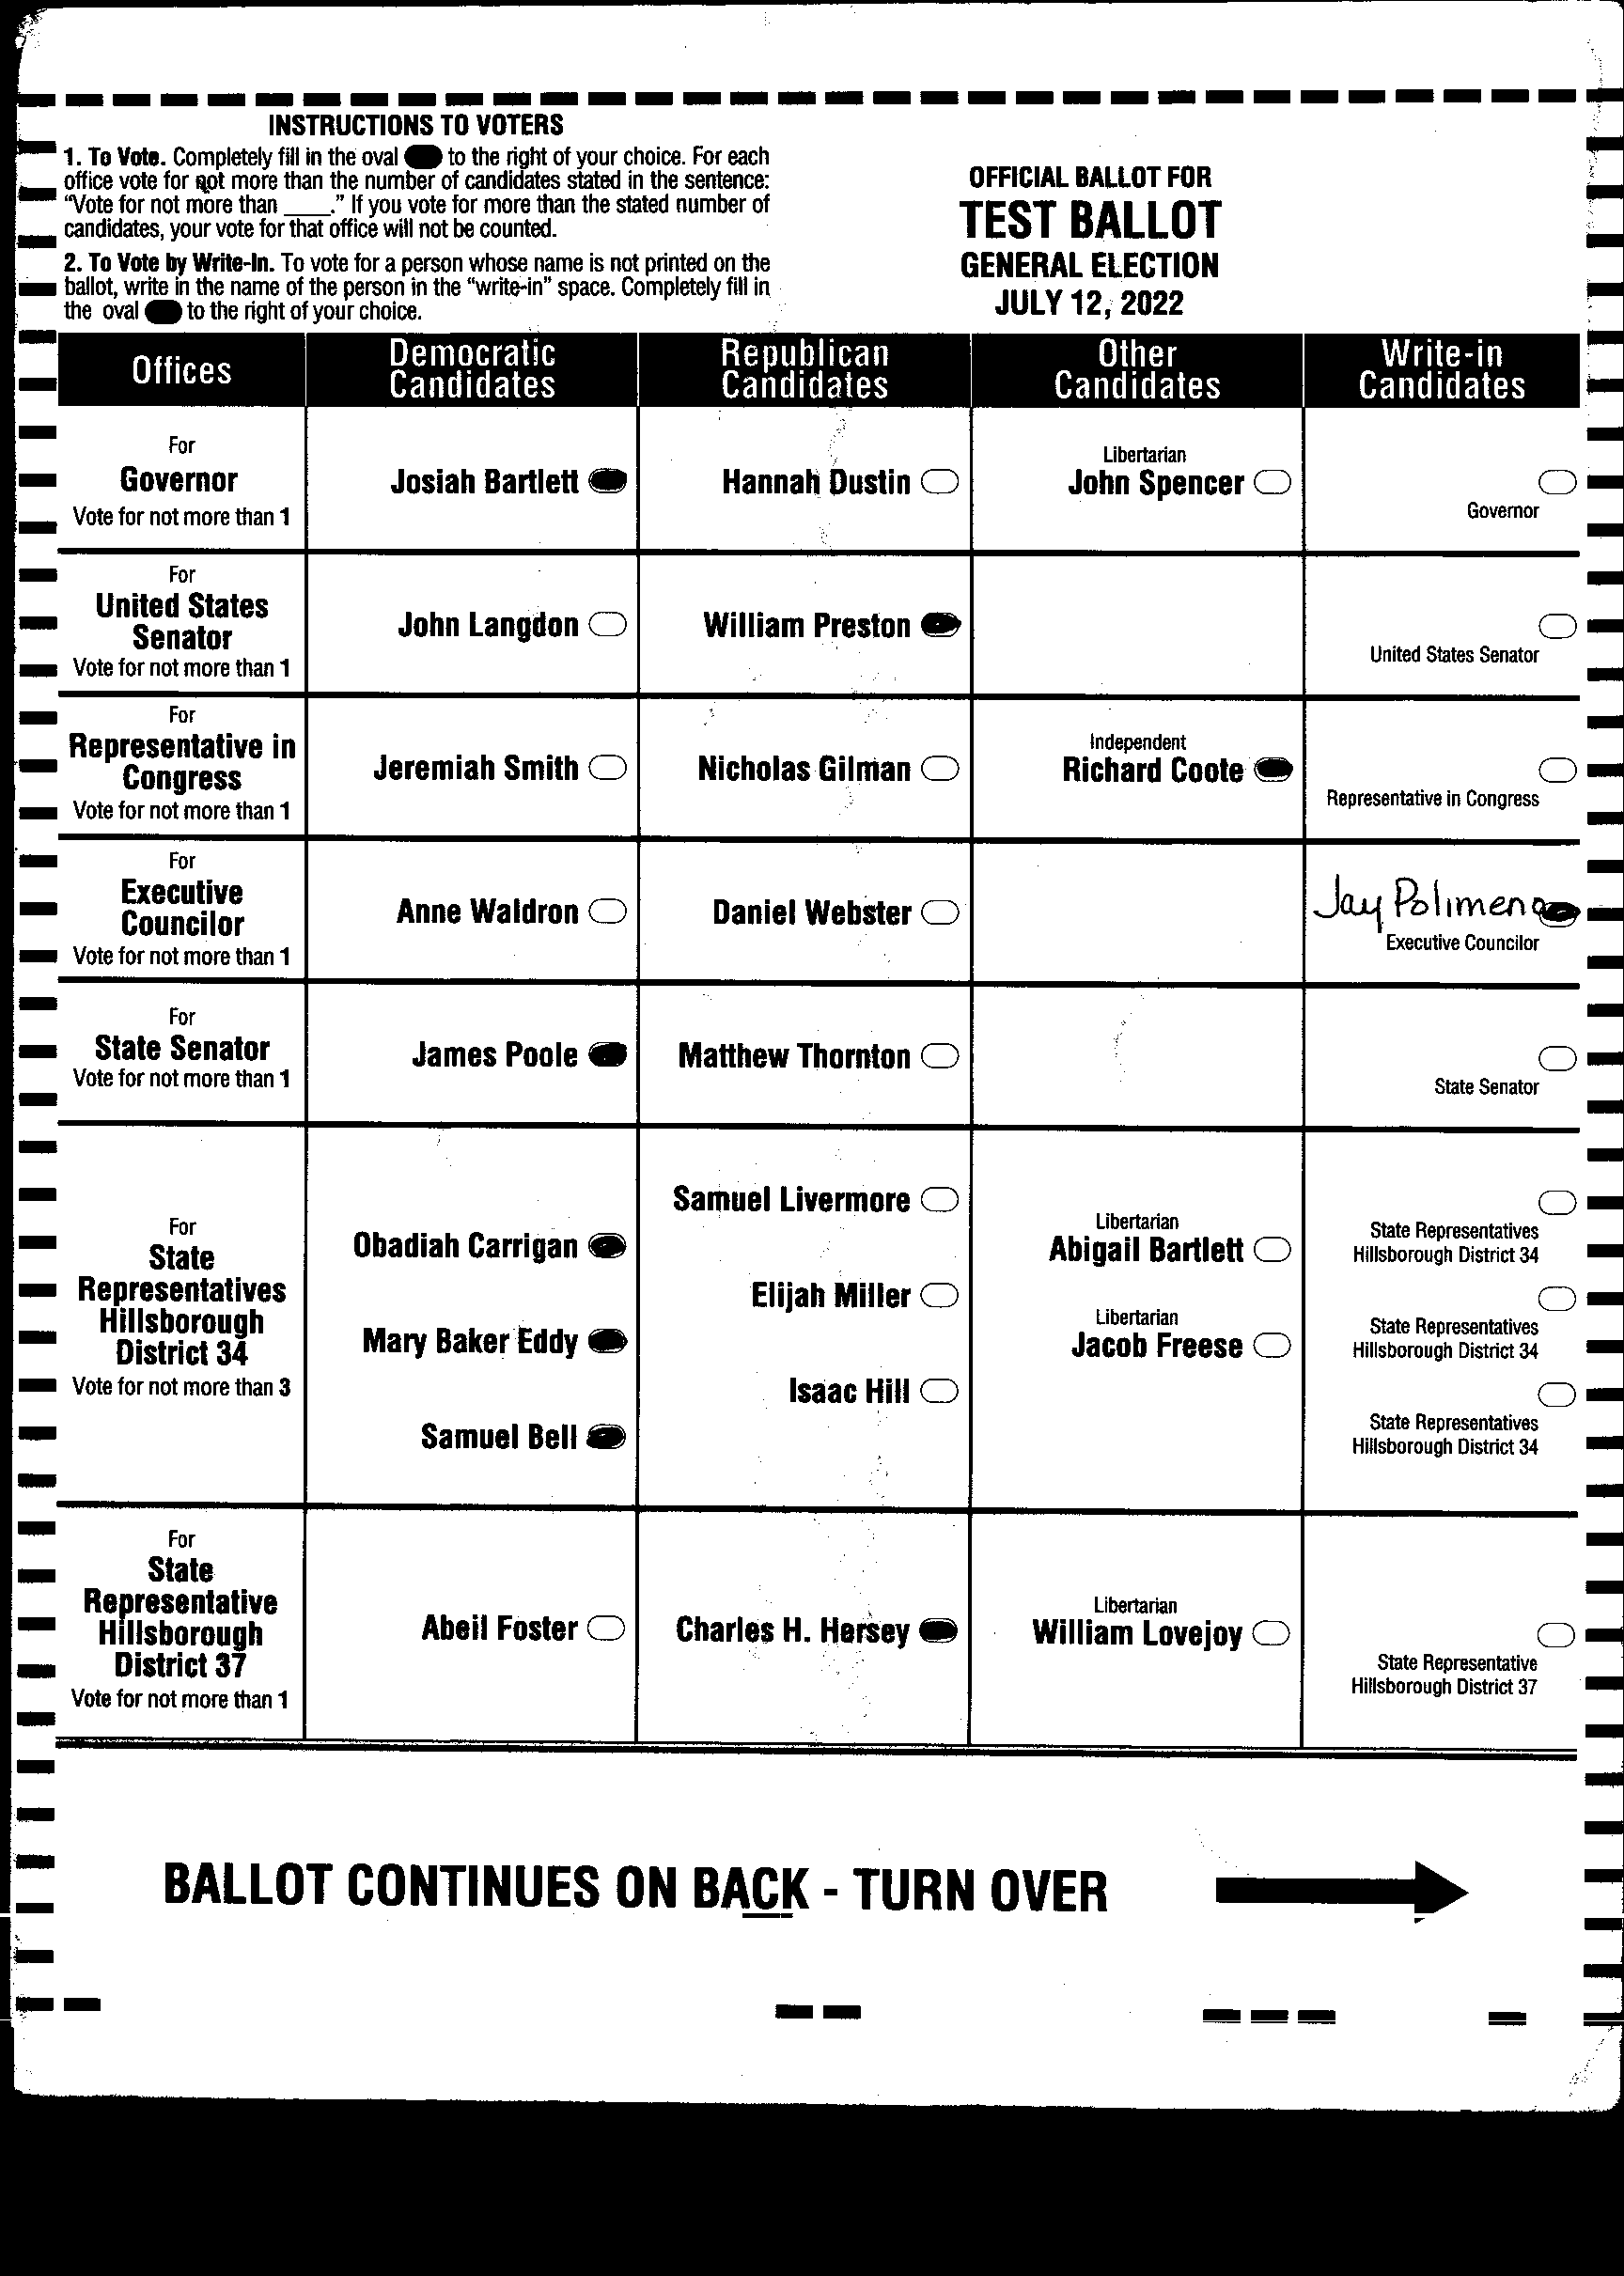 INSTRUCTIONS TO VOTERS
1. To Vote. Completely fill in the oval to the right of your choice. For each
office vote for not more than the number of candidates stated in the sentence:
"Vote for not more than ____." If you vote for more than the stated number of
candidates, your vote for that office will not be counted.
2. To Vote by Write-In. To vote for a person whose name is not printed on the
ballot, write in the name of the person in the "write-in" space. Completely fill in
the oval to the right of your choice.
OFFICIAL BALLOT FOR
TEST BALLOT
GENERAL ELECTION
JULY 12, 2022
Offices
Democratic
Candidates
Republican
Candidates
Other
Candidates
Write-in
Candidates
For
Governor
Vote for not more than 1
Josiah Bartlett
Hannah Dustin
Libertarian
John Spencer
Governor
For
United States
Senator
Vote for not more than 1
John Langdon
William Preston
United States Senator
For
Representative in
Congress
Vote for not more than 1
Jeremiah Smith
Nicholas Gilman
Independent
Richard Coote
Representative in Congress
For
Executive
Councilor
Vote for not more than 1
Anne Waldron
Daniel Webster
Jay Polimeno
Executive Councilor
For
State Senator
Vote for not more than 1
James Poole
Matthew Thornton
State Senator
For
State
Representatives
Hillsborough
District 34
Vote for not more than 3
Obadiah Carrigan
Mary Baker Eddy
Samuel Bell
Samuel Livermore
Elijah Miller
Isaac Hill
Libertarian
Abigail Bartlett
Libertarian
Jacob Freese
State Representatives
Hillsborough District 34
State Representatives
Hillsborough District 34
State Representatives
Hillsborough District 34
For
State
Representative
Hillsborough
District 37
Vote for not more than 1
Abeil Foster
Charles H. Hersey
Libertarian
William Lovejoy
State Representative
Hillsborough District 37
BALLOT CONTINUES ON BACK - TURN OVER